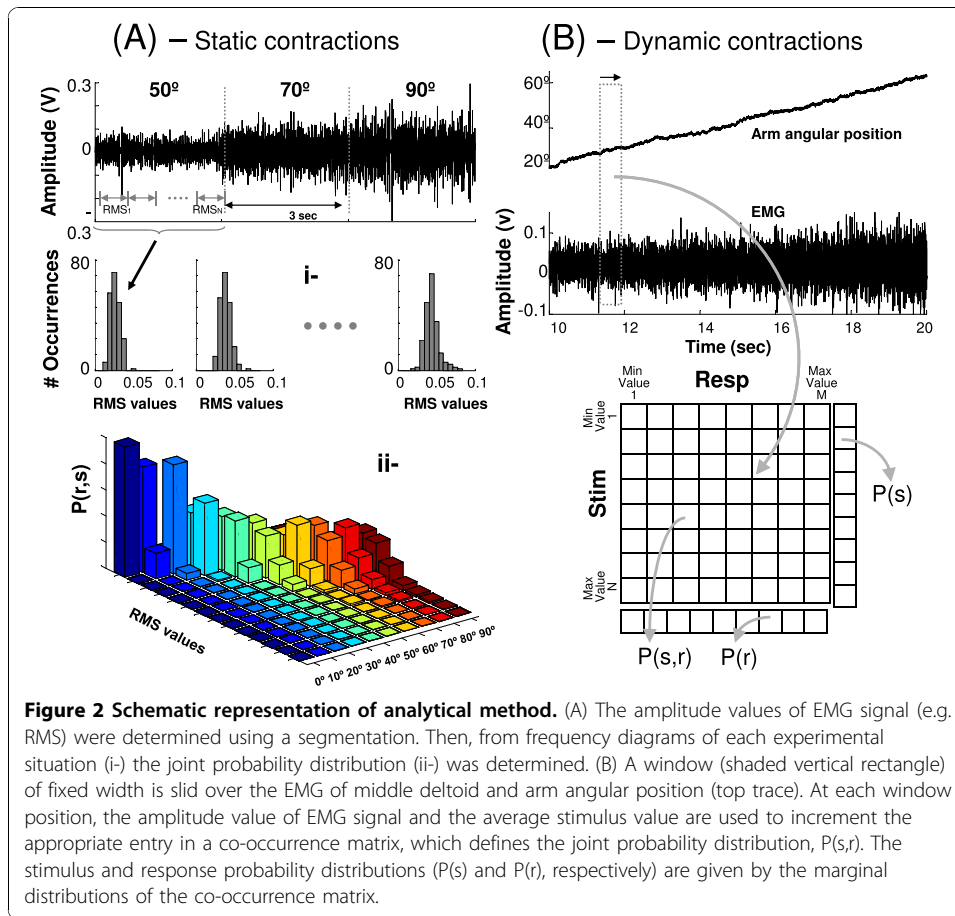 (A) – Static contractions
(B) – Dynamic contractions
0.3
0
-
0.3
Amplitude (V)
50º 70º 90º
RMS1 RMSN
3 sec
80
0
# Occurrences
0 0.05 0.1
RMS values
i-
0 0.05 0.1
RMS values
80
0
0 0.05 0.1
RMS values
ii-
P(r,s)
RMS values
0º 10º 20º 30º 40º 50º 60º 70º 80º 90º
60º
40º
20º
Arm angular position
EMG
Amplitude (v)
0.1
0
-0.1
10 12 14 16 18 20
Time (sec)
Min Value 1
Resp
Max Value M
Min Value 1
Stim
Max Value N
P(s)
P(s,r)
P(r)
Figure 2 Schematic representation of analytical method. (A) The amplitude values of EMG signal (e.g.
RMS) were determined using a segmentation. Then, from frequency diagrams of each experimental
situation (i-) the joint probability distribution (ii-) was determined. (B) A window (shaded vertical rectangle)
of fixed width is slid over the EMG of middle deltoid and arm angular position (top trace). At each window
position, the amplitude value of EMG signal and the average stimulus value are used to increment the
appropriate entry in a co-occurrence matrix, which defines the joint probability distribution, P(s,r). The
stimulus and response probability distributions (P(s) and P(r), respectively) are given by the marginal
distributions of the co-occurrence matrix.